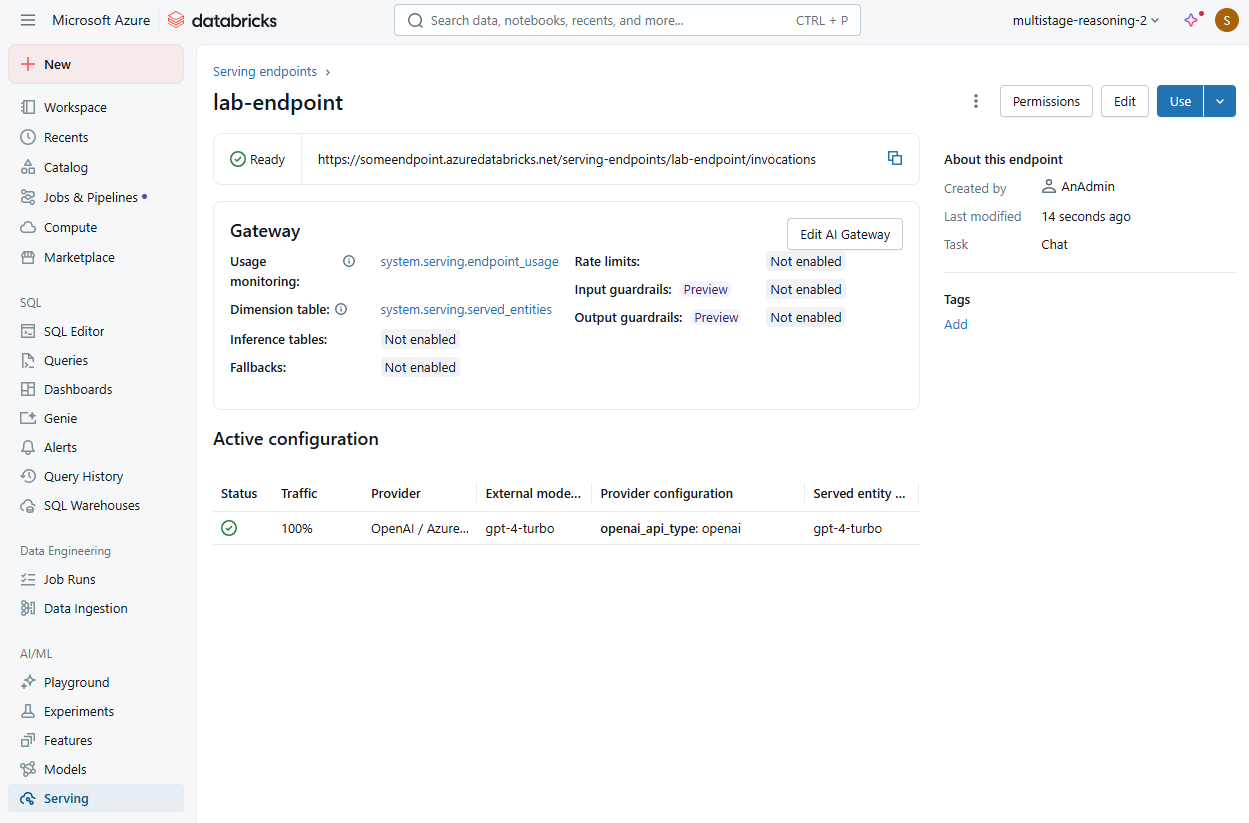 Microsoft Azure
databricks
Search data, notebooks, recents, and more...
CTRL + P
multistage-reasoning-2
S
New
Workspace
Recents
Catalog
Jobs & Pipelines
Compute
Marketplace
SQL
SQL Editor
Queries
Dashboards
Genie
Alerts
Query History
SQL Warehouses
Data Engineering
Job Runs
Data Ingestion
AI/ML
Playground
Experiments
Features
Models
Serving
Serving endpoints ›
lab-endpoint
Permissions
Edit
Use
Ready
https://someendpoint.azuredatabricks.net/serving-endpoints/lab-endpoint/invocations
Gateway
Edit AI Gateway
Usage
monitoring:
system.serving.endpoint_usage
Dimension table:
system.serving.served_entities
Inference tables:
Not enabled
Fallbacks:
Not enabled
Rate limits:
Not enabled
Input guardrails: Preview
Not enabled
Output guardrails: Preview
Not enabled
Active configuration
Status Traffic Provider External mode... Provider configuration Served entity ...
100% OpenAI / Azure... gpt-4-turbo openai_api_type: openai gpt-4-turbo
About this endpoint
Created by AnAdmin
Last modified 14 seconds ago
Task Chat
Tags
Add